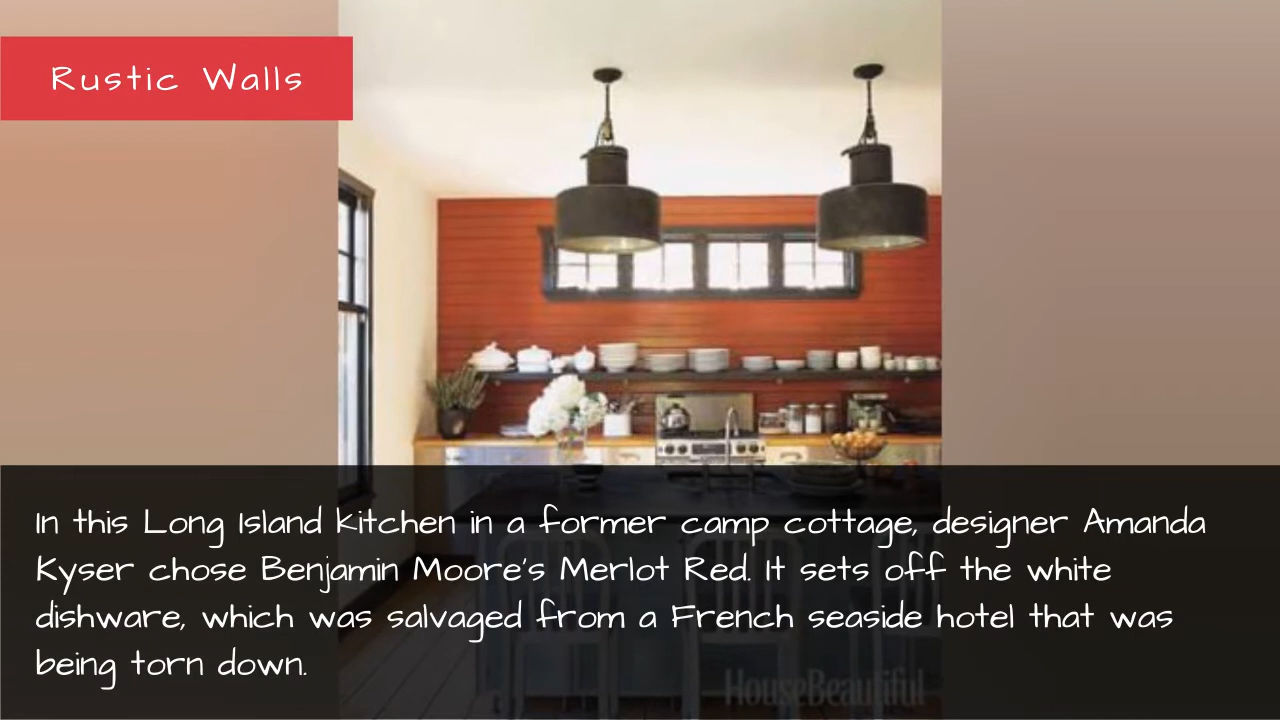 Rustic Walls
In this Long Island kitchen in a former camp cottage, designer Amanda
Kyser chose Benjamin Moore's Merlot Red. It sets off the white
dishware, which was salvaged from a French seaside hotel that was
being torn down.
HouseBeautiful